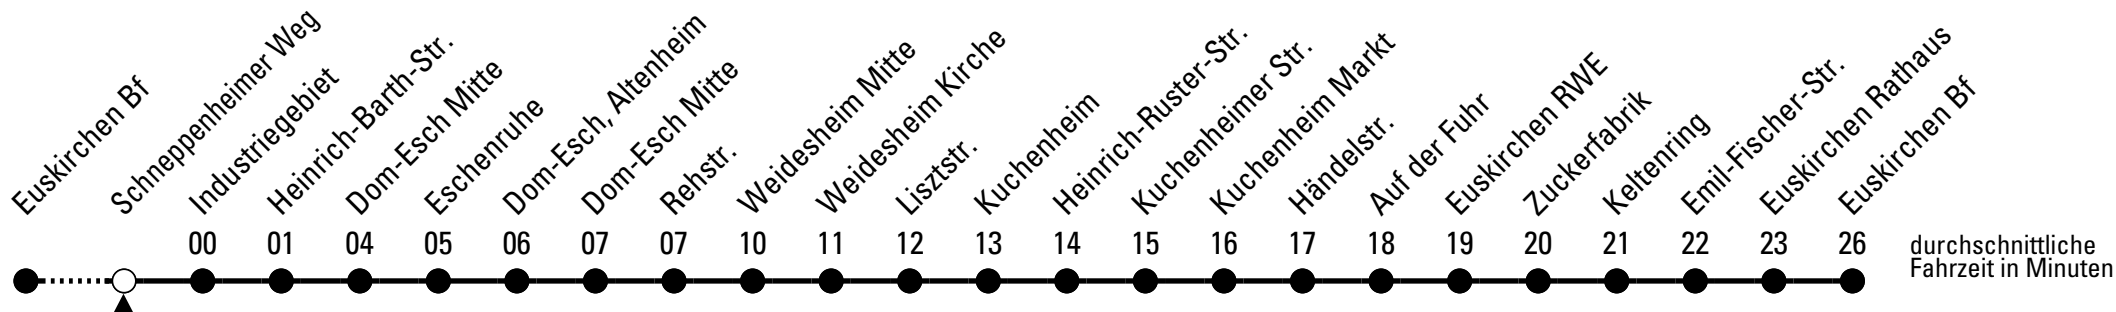 Euskirchen Bf
Schneppenheimer Weg
Industriegebiet
Heinrich-Barth-Str.
Dom-Esch Mitte
Eschenruhe
Dom-Esch, Altenheim
Dom-Esch Mitte
Rehstr.
Weidesheim Mitte
Weidesheim Kirche
Lisztstr.
Kuchenheim
Heinrich-Ruster-Str.
Kuchenheimer Str.
Kuchenheim Markt
Händelstr.
Auf der Fuhr
Euskirchen RWE
Zuckerfabrik
Keltenring
Emil-Fischer-Str.
Euskirchen Rathaus
Euskirchen Bf
00 01 04 05 06 07 07 10 11 12 13 14 15 16 17 18 19 20 21 22 23 26
durchschnittliche
Fahrzeit in Minuten